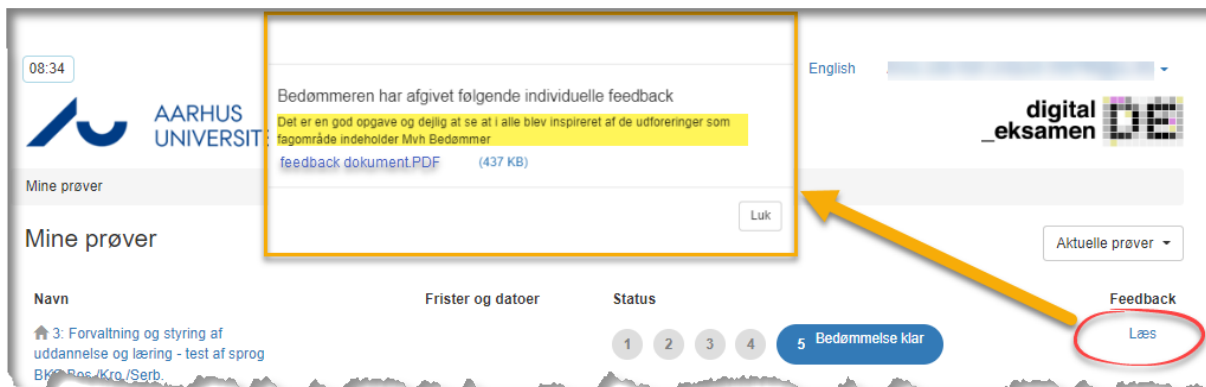 08:34
English
AARHUS
UNIVERSIT
digital
_eksamen
Bedømmeren har afgivet følgende individuelle feedback
Det er en god opgave og dejlig at se at i alle blev inspireret af de udforeringer som
fagområde indeholder Mvh Bedømmer
feedback dokument.PDF (437 KB)
Luk
Mine prøver
Mine prøver
Aktuelle prøver
Navn Frister og datoer Status Feedback
3: Forvaltning og styring af
uddannelse og læring - test af sprog
1 2 3 4 5 Bedømmelse klar
Læs